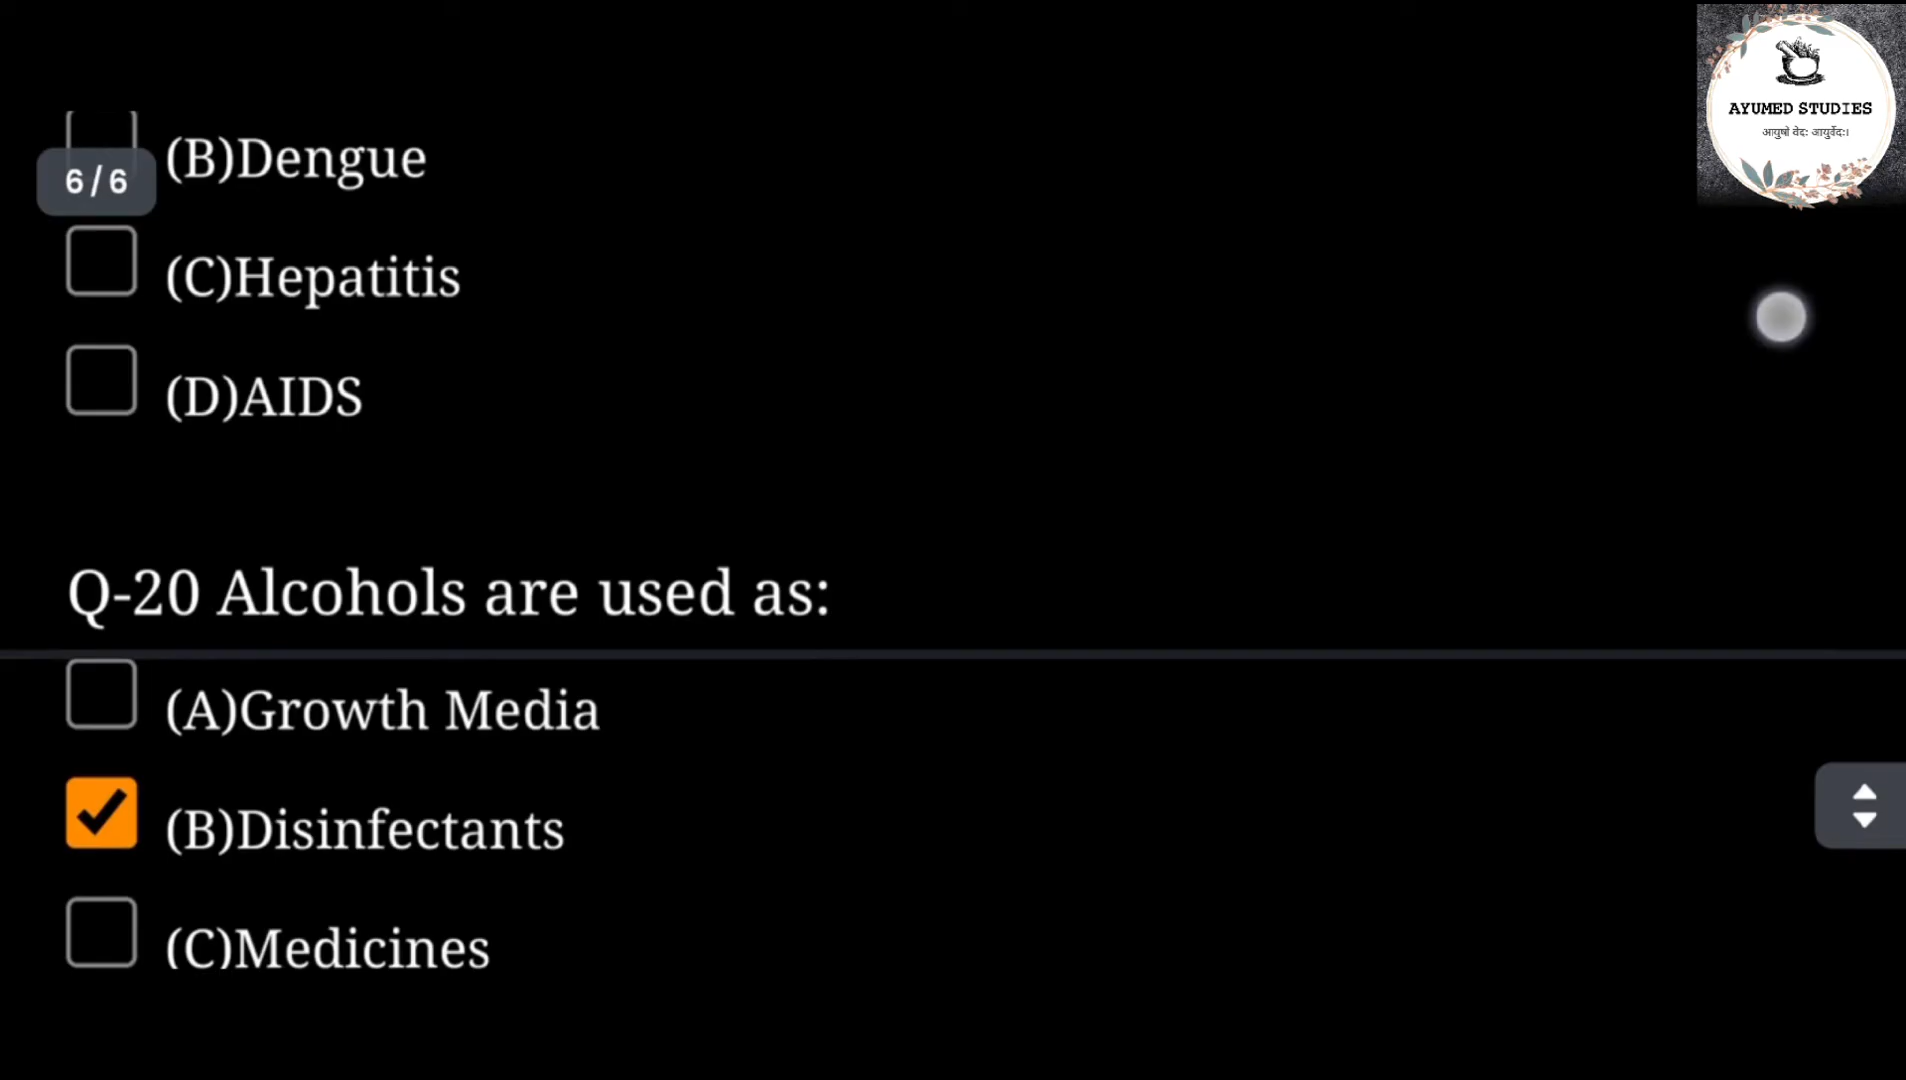 AYUMED STUDIES
आयुषो वेदः आयुर्वेदः।
(B)Dengue
6/6
(C)Hepatitis
(D)AIDS
Q-20 Alcohols are used as:
(A)Growth Media
(B)Disinfectants
(C)Medicines